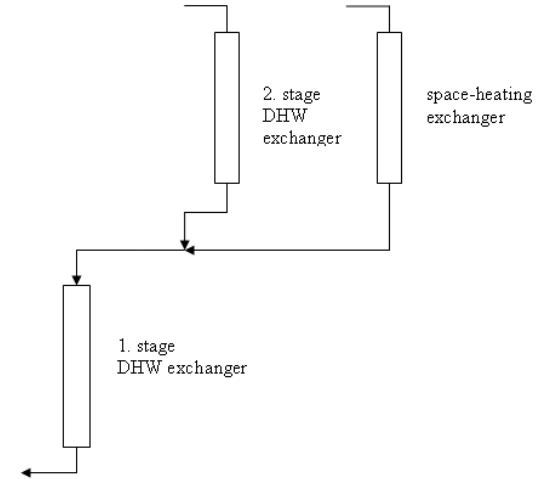 2. stage
DHW
exchanger
space-heating
exchanger
1. stage
DHW exchanger